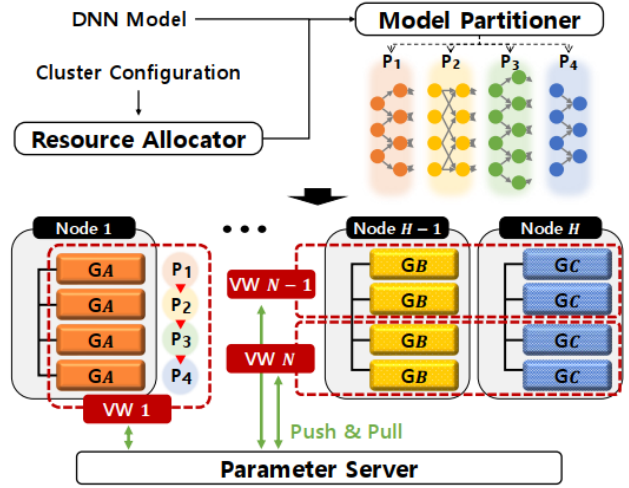 DNN Model
Model Partitioner
Cluster Configuration
P1 P2 P3 P4
Resource Allocator
Node 1
Node H-1
Node H
GA
GA
GA
GA
P1
P2
P3
P4
VW 1
VW N-1
VW N
GB
GB
GB
GB
GC
GC
GC
GC
Push & Pull
Parameter Server